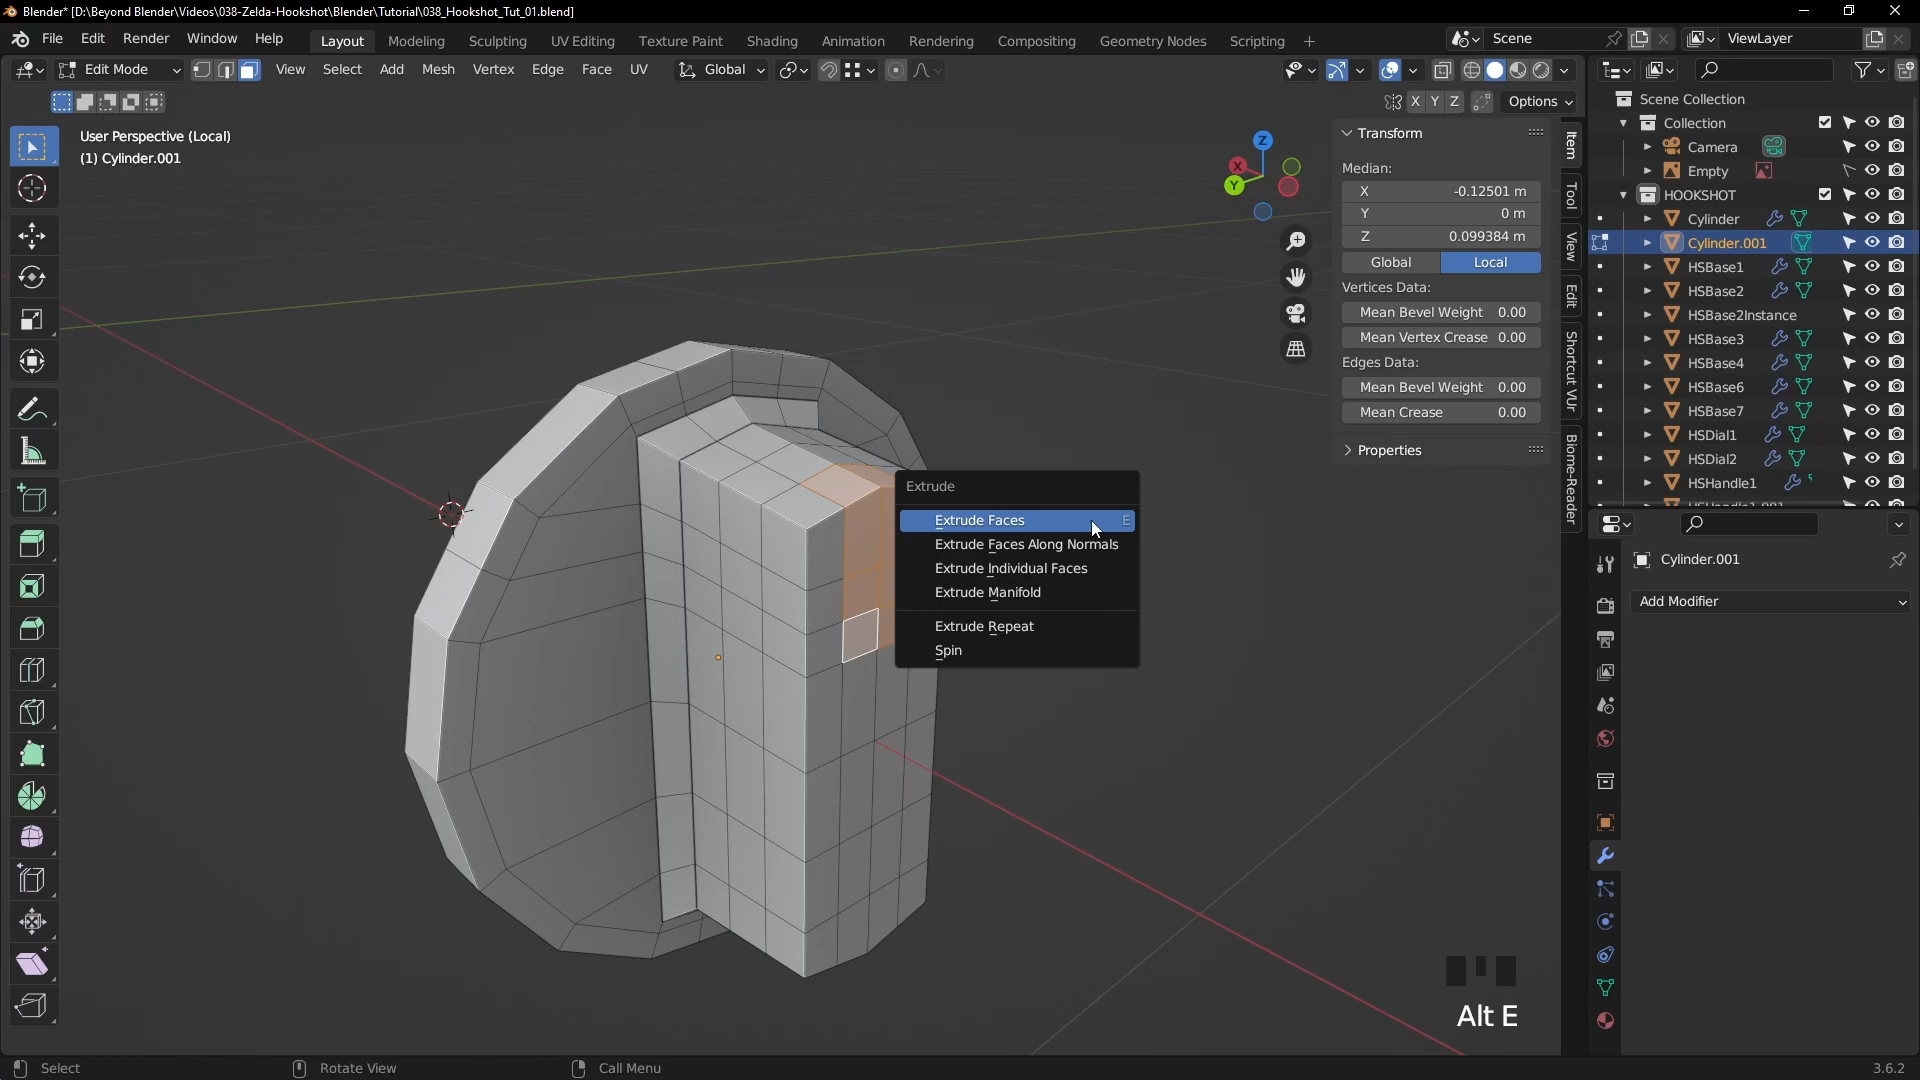 Blender* [D:\Beyond Blender\Videos\038-Zelda-Hookshot\Blender\Tutorial\038_Hookshot_Tut_01.blend]
File Edit Render Window Help Layout Modeling Sculpting UV Editing Texture Paint Shading Animation Rendering Compositing Geometry Nodes Scripting + Scene ViewLayer
Edit Mode View Select Add Mesh Vertex Edge Face UV Global
X Y Z Options
User Perspective (Local)
(1) Cylinder.001
Z
X
Y
Transform
Median:
X -0.12501 m
Y 0 m
Z 0.099384 m
Global Local
Vertices Data:
Mean Bevel Weight 0.00
Mean Vertex Crease 0.00
Edges Data:
Mean Bevel Weight 0.00
Mean Crease 0.00
Properties
Item
Tool
View
Edit
Shortcut VUr
Biome-Reader
Scene Collection
Collection
Camera
Empty
HOOKSHOT
Cylinder
Cylinder.001
HSBase1
HSBase2
HSBase2Instance
HSBase3
HSBase4
HSBase6
HSBase7
HSDial1
HSDial2
HSHandle1
Cylinder.001
Add Modifier
Extrude
Extrude Faces E
Extrude Faces Along Normals
Extrude Individual Faces
Extrude Manifold
Extrude Repeat
Spin
Alt E
Select Rotate View Call Menu 3.6.2